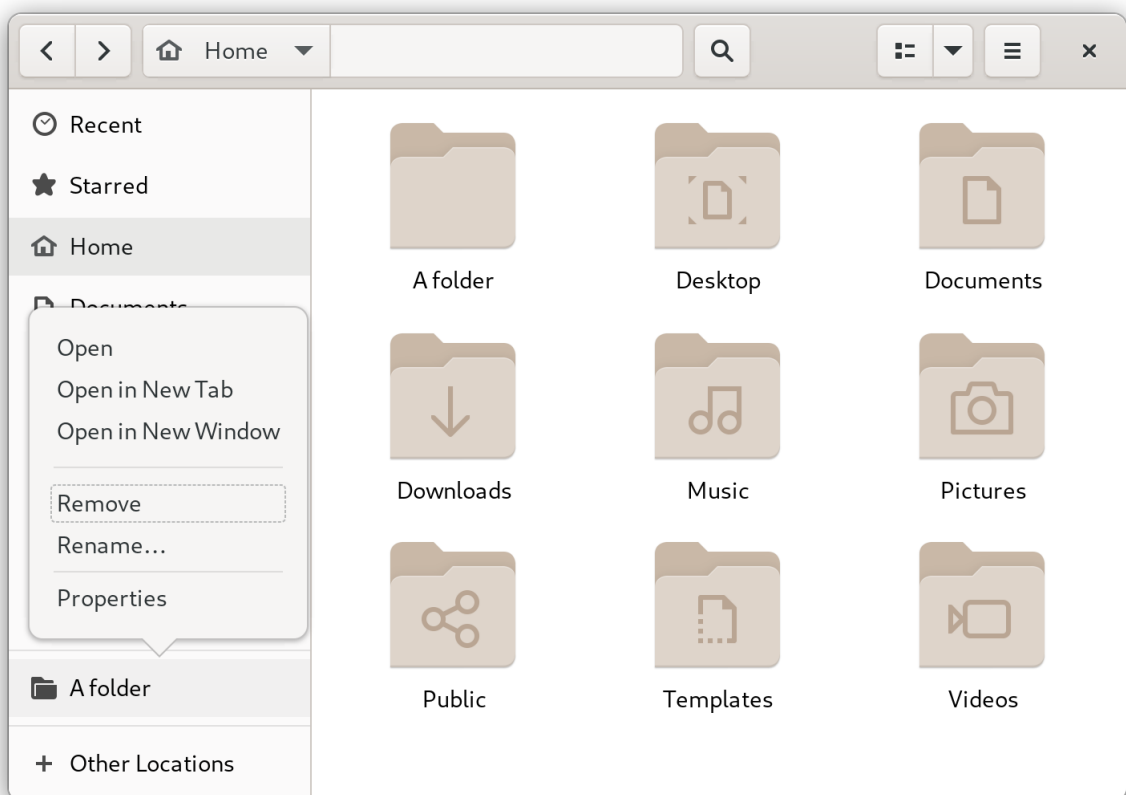 Home
Recent
Starred
Home
Documents
Open
Open in New Tab
Open in New Window
Remove
Rename…
Properties
A folder
Other Locations
A folder
Desktop
Documents
Downloads
Music
Pictures
Public
Templates
Videos